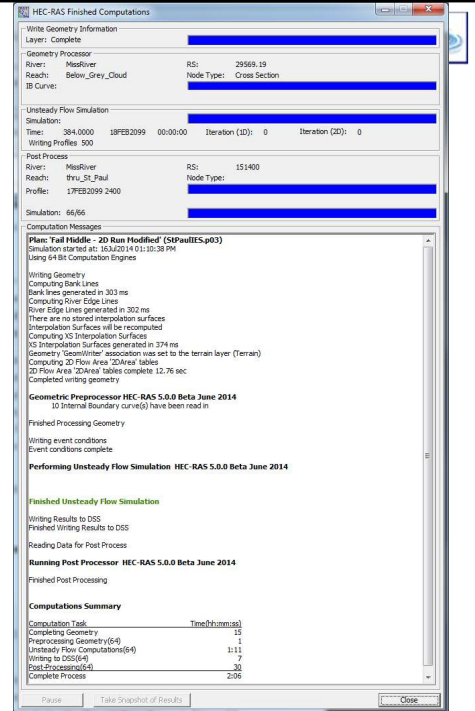 HEC-RAS Finished Computations
Write Geometry Information
Layer: Complete
Geometry Processor
River: MissRiver RS: 29569.19
Reach: Below_Grey_Cloud Node Type: Cross Section
IB Curve:
Unsteady Flow Simulation
Simulation:
Time: 384.0000 18FEB2099 00:00:00 Iteration (1D): 0 Iteration (2D): 0
Writing Profiles 500
Post Process
River: MissRiver RS: 151400
Reach: thru_St_Paul Node Type:
Profile: 17FEB2099 2400
Simulation: 66/66
Computation Messages
Plan: 'Fail Middle - 2D Run Modified' (StPaulIES.p03)
Simulation started at: 16Jul2014 01:10:38 PM
Using 64 Bit Computation Engines
Writing Geometry
Computing Bank Lines
Bank lines generated in 303 ms
Computing River Edge Lines
River Edge Lines generated in 302 ms
There are no stored interpolation surfaces
Interpolation Surfaces will be recomputed
Computing XS Interpolation Surfaces
XS Interpolation Surfaces generated in 374 ms
Geometry 'GeomWriter' association was set to the terrain layer (Terrain)
Computing 2D Flow Area '2DArea' tables
2D Flow Area '2DArea' tables complete 12.76 sec
Completed writing geometry
Geometric Preprocessor HEC-RAS 5.0.0 Beta June 2014
10 Internal Boundary curve(s) have been read in
Finished Processing Geometry
Writing event conditions
Event conditions complete
Performing Unsteady Flow Simulation HEC-RAS 5.0.0 Beta June 2014
Finished Unsteady Flow Simulation
Writing Results to DSS
Finished Writing Results to DSS
Reading Data for Post Process
Running Post Processor HEC-RAS 5.0.0 Beta June 2014
Finished Post Processing
Computations Summary
Computation Task Time(hh:mm:ss)
Completing Geometry 15
Preprocessing Geometry(64) 1
Unsteady Flow Computations(64) 1:11
Writing to DSS(64) 7
Post-Processing(64) 30
Complete Process 2:06
Pause Take Snapshot of Results Close